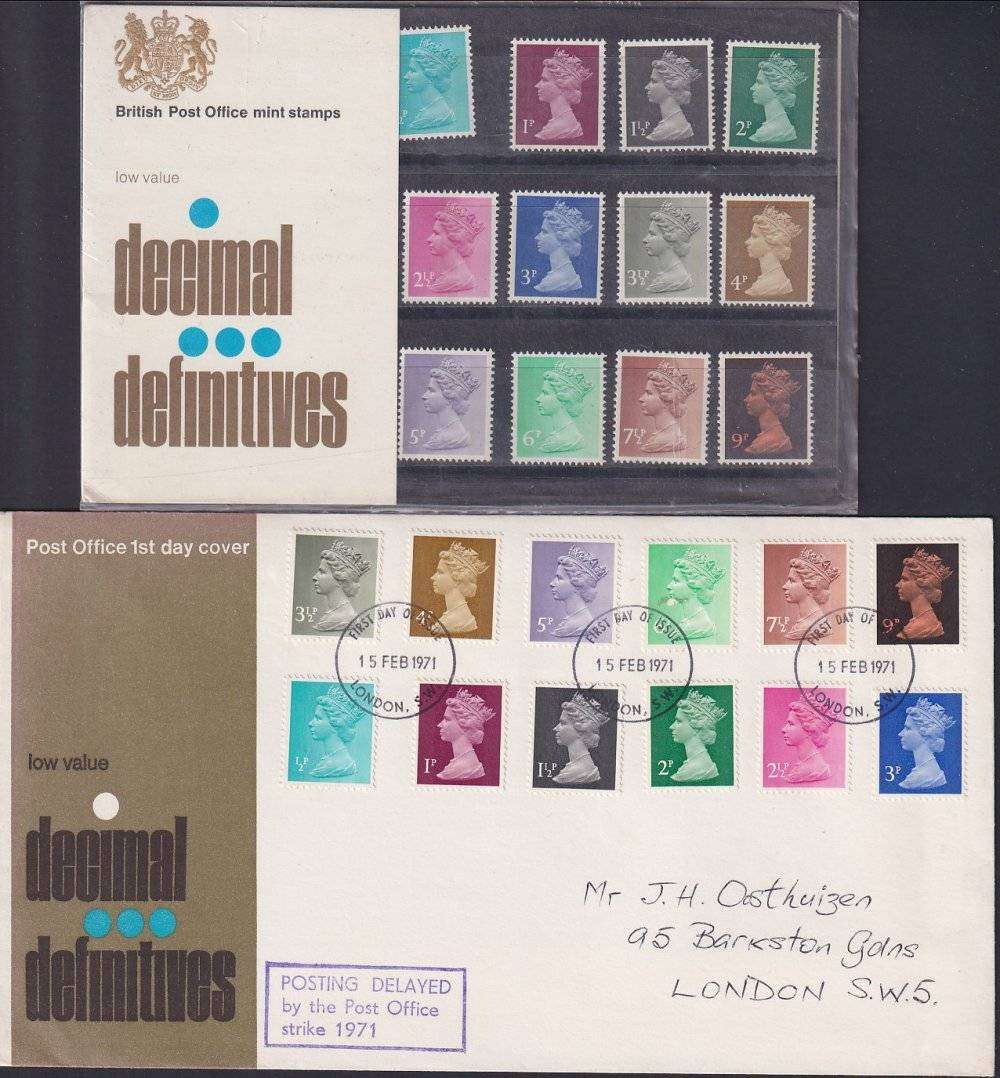 British Post Office mint stamps
low value
decimal
definitives
½P 1P 1½P 2P
2½P 3P 3½P 4P
5P 6P 7½P 9P
Post Office 1st day cover
low value
decimal
definitives
3½P 4P 5P 7½P 9P
FIRST DAY OF ISSUE
15 FEB 1971
LONDON, S.W.
FIRST DAY OF ISSUE
15 FEB 1971
LONDON, S.W.
FIRST DAY OF
15 FEB 1971
LONDON, S.W.
½P 1P 1½P 2P 2½P 3P
Mr J.H. Oosthuizen
95 Barkston Gdns
LONDON S.W.5.
POSTING DELAYED
by the Post Office
strike 1971